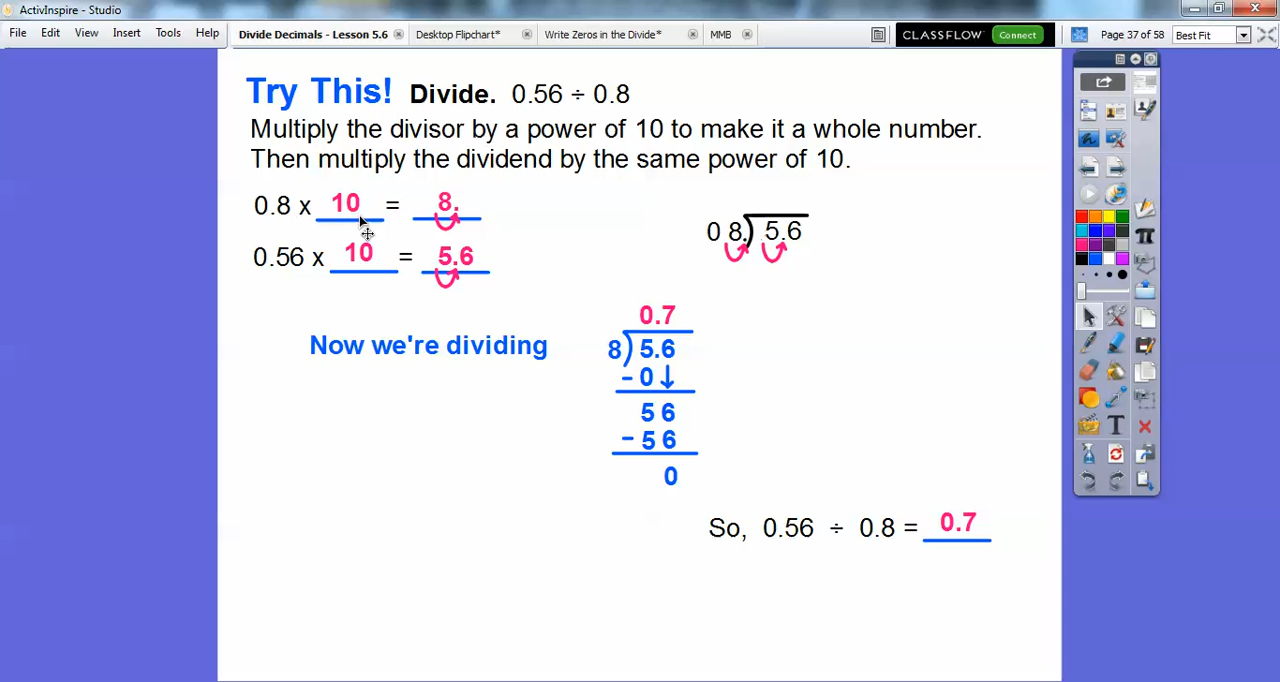 ActivInspire - Studio
File Edit View Insert Tools Help
Divide Decimals - Lesson 5.6
Desktop Flipchart*
Write Zeros in the Divide*
MMB
CLASSFLOW Connect
Page 37 of 58
Best Fit
Try This! Divide. 0.56 ÷ 0.8
Multiply the divisor by a power of 10 to make it a whole number.
Then multiply the dividend by the same power of 10.
0.8 x 10 = 8.
0.56 x 10 = 5.6
0 8.) 5.6
Now we're dividing
0.7
8) 5.6
- 0↓
5 6
- 5 6
0
So, 0.56 ÷ 0.8 = 0.7